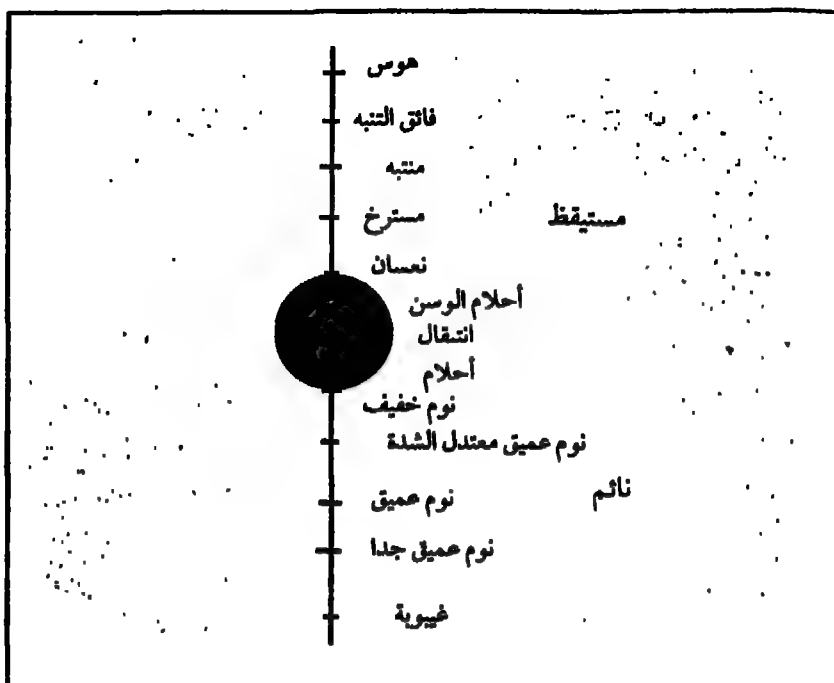 هوس
فائق التنبه
منتبه
مسترخ
مستيقظ
نعسان
أحلام الوسن
انتقال
أحلام
نوم خفيف
نوم عميق معتدل الشدة
نوم عميق
نائم
نوم عميق جدا
غيبوبة